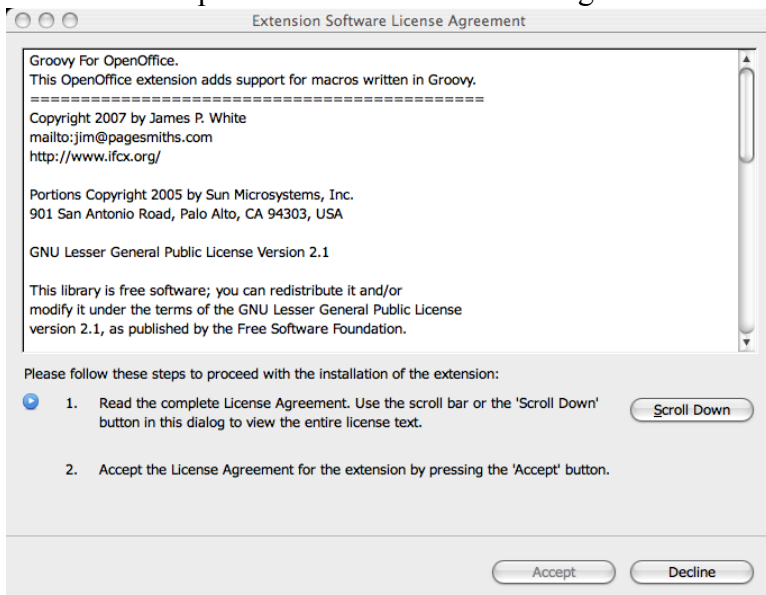 Extension Software License Agreement
Groovy For OpenOffice.
This OpenOffice extension adds support for macros written in Groovy.
=============================================
Copyright 2007 by James P. White
mailto:jim@pagesmiths.com
http://www.ifcx.org/
Portions Copyright 2005 by Sun Microsystems, Inc.
901 San Antonio Road, Palo Alto, CA 94303, USA
GNU Lesser General Public License Version 2.1
This library is free software; you can redistribute it and/or
modify it under the terms of the GNU Lesser General Public License
version 2.1, as published by the Free Software Foundation.
Please follow these steps to proceed with the installation of the extension:
1. Read the complete License Agreement. Use the scroll bar or the 'Scroll Down'
button in this dialog to view the entire license text.
Scroll Down
2. Accept the License Agreement for the extension by pressing the 'Accept' button.
Accept Decline